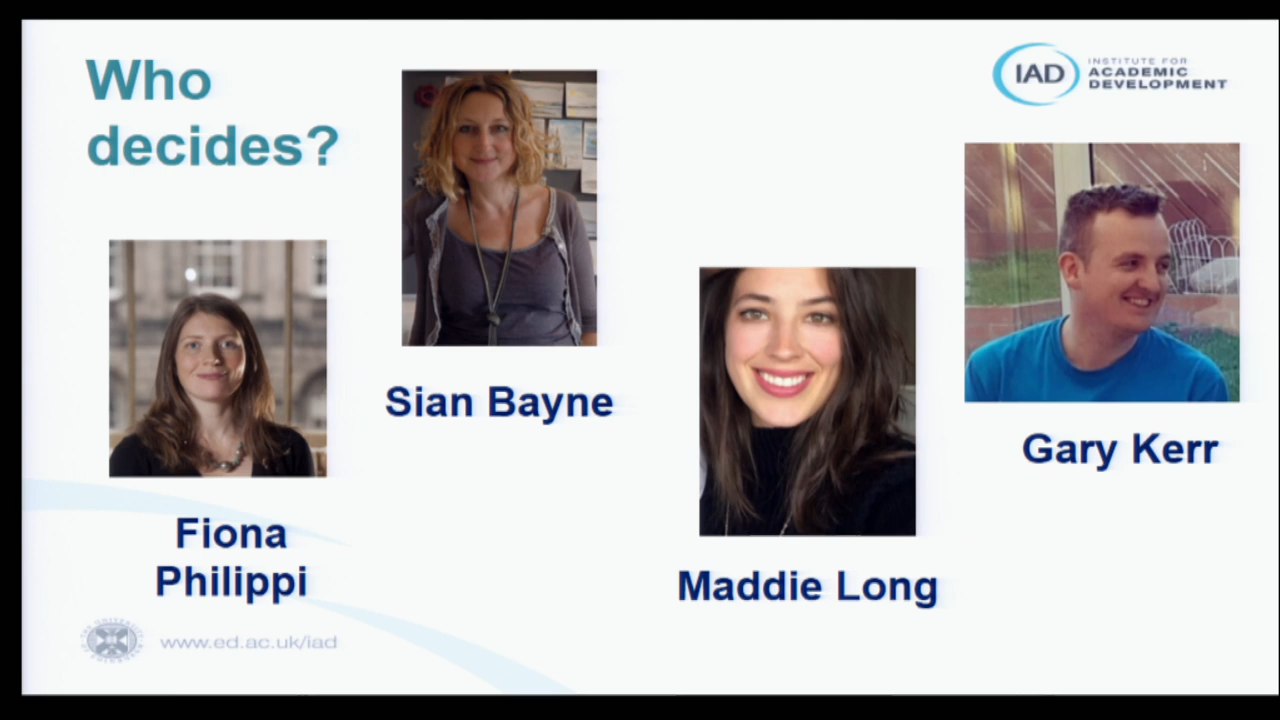 Who
decides?
IAD
INSTITUTE FOR
ACADEMIC
DEVELOPMENT
Sian Bayne
Gary Kerr
Fiona
Philippi
Maddie Long
www.ed.ac.uk/iad